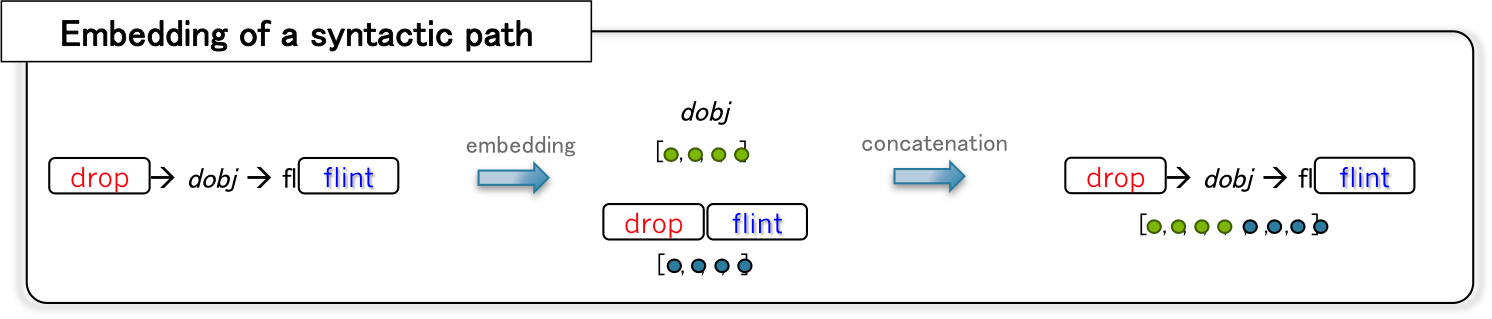 Embedding of a syntactic path
drop → dobj → fl flint
embedding
dobj
[ , , , ]
drop flint
[ , , , ]
concatenation
drop → dobj → fl flint
[ , , , , , , , ]